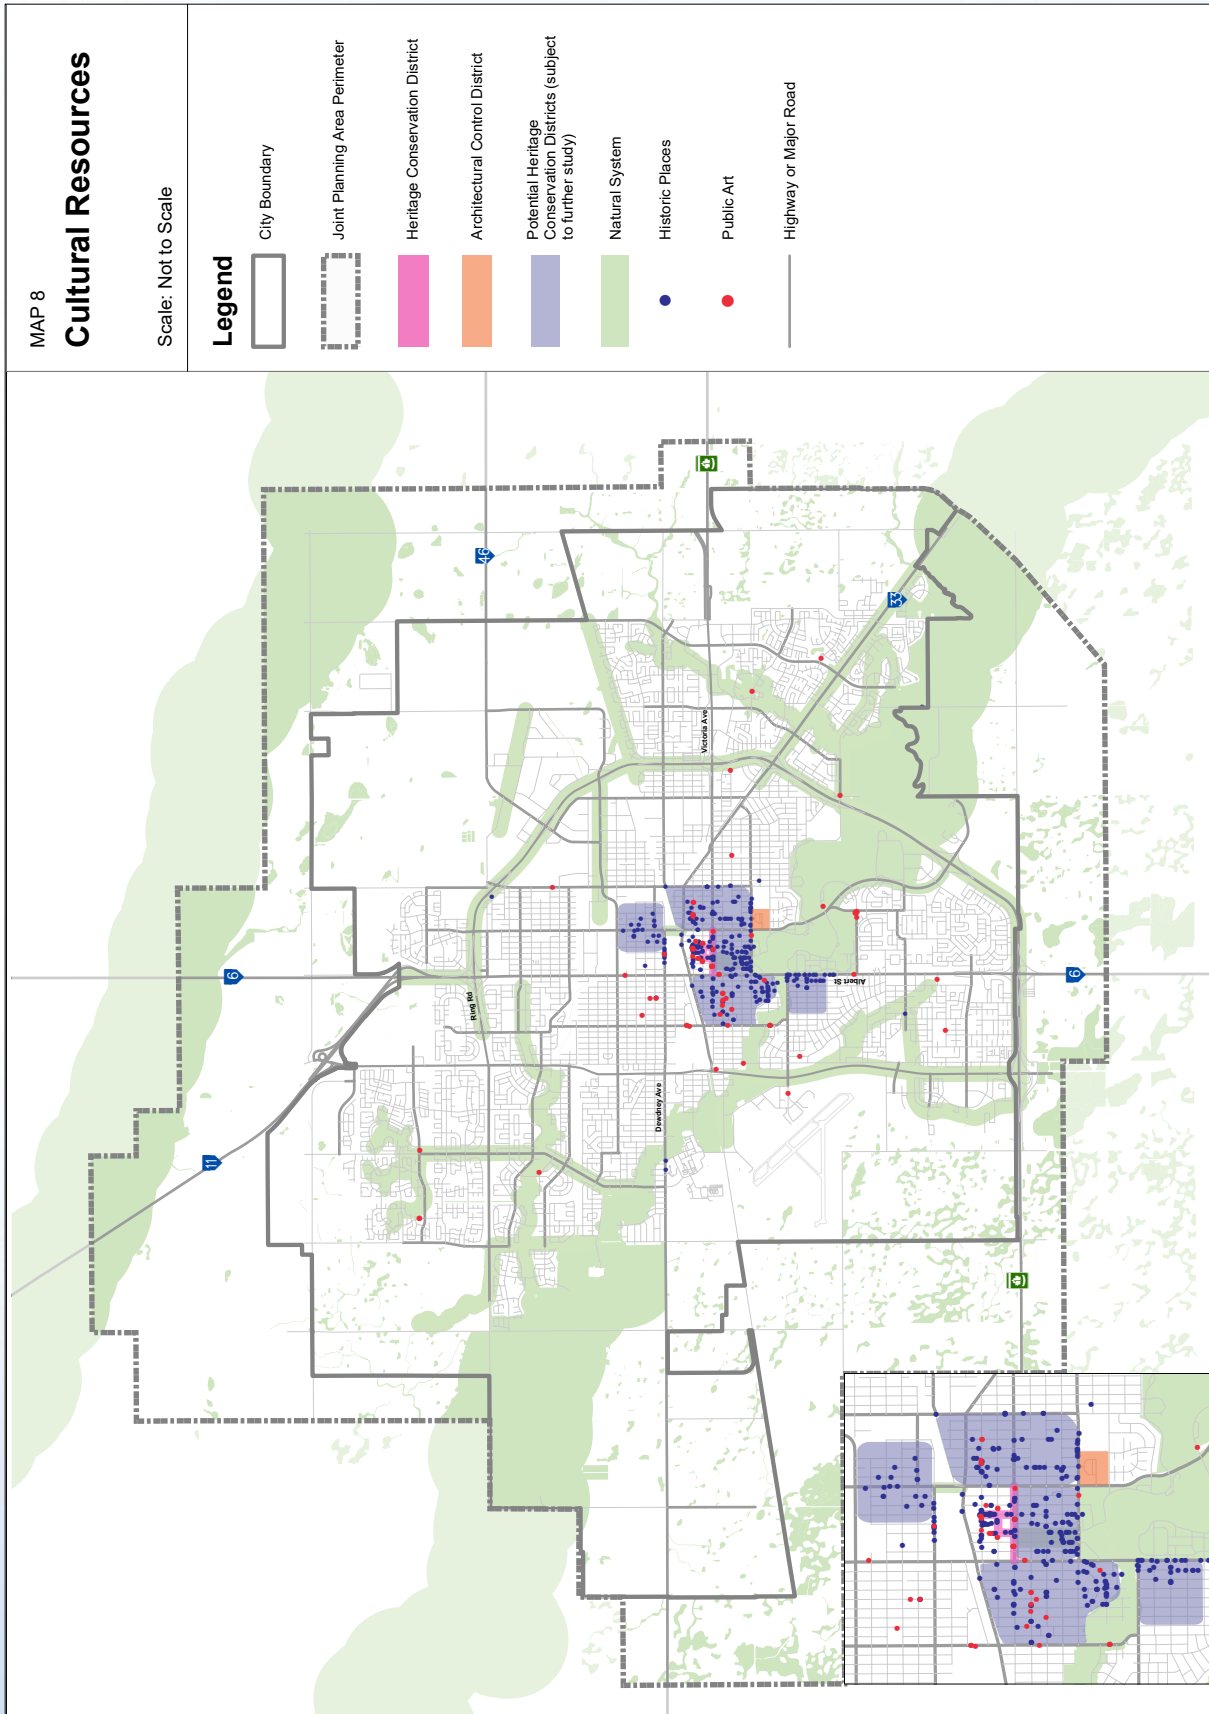 MAP 8
Cultural Resources
Scale: Not to Scale
Legend
City Boundary
Joint Planning Area Perimeter
Heritage Conservation District
Architectural Control District
Potential Heritage
Conservation Districts (subject
to further study)
Natural System
Historic Places
Public Art
Highway or Major Road
11
6
46
33
6
Ring Rd
Dewdney Ave
Victoria Ave
Albert St